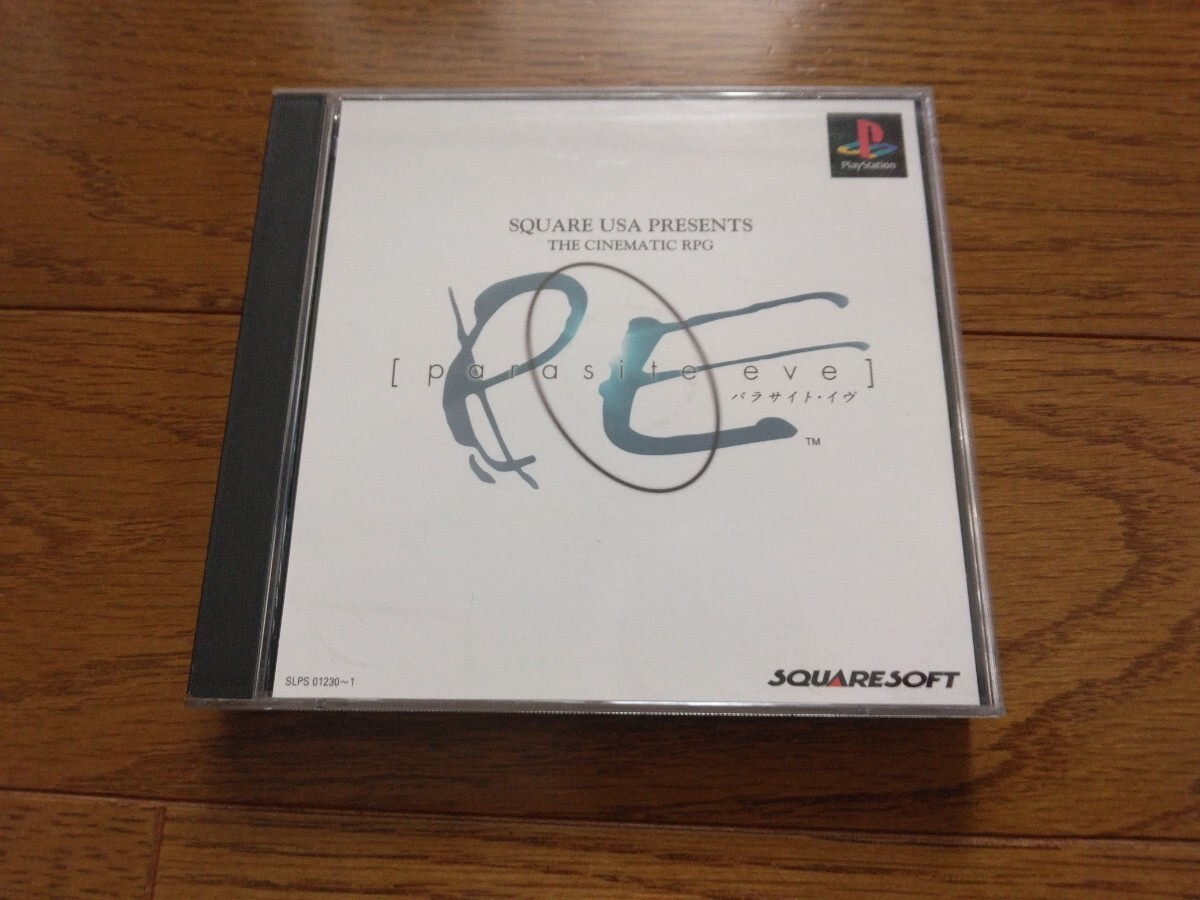 PlayStation
SQUARE USA PRESENTS
THE CINEMATIC RPG
PE
[ parasite eve ]
パラサイト・イヴ
TM
SLPS 01230~1
SQUARESOFT